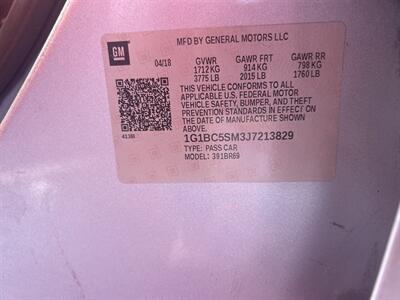 GM
MFD BY GENERAL MOTORS LLC
04/18 GVWR GAWR FRT GAWR RR
1712 KG 914 KG 798 KG
3775 LB 2015 LB 1760 LB
THIS VEHICLE CONFORMS TO ALL
APPLICABLE U.S. FEDERAL MOTOR
VEHICLE SAFETY, BUMPER, AND THEFT
PREVENTION STANDARDS IN EFFECT ON
THE DATE OF MANUFACTURE SHOWN
ABOVE.
1G1BC5SM3J7213829
TYPE: PASS CAR
MODEL: 391BR69